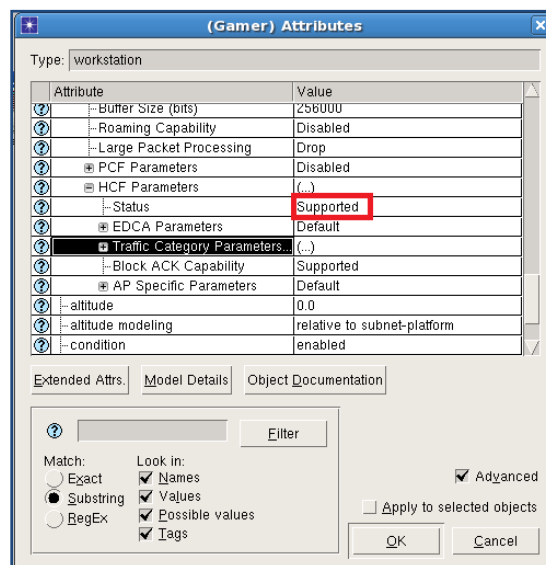 (Gamer) Attributes
Type: workstation
Attribute Value
Buffer Size (bits) 256000
Roaming Capability Disabled
Large Packet Processing Drop
PCF Parameters Disabled
HCF Parameters (...)
Status Supported
EDCA Parameters Default
Traffic Category Parameters... (...)
Block ACK Capability Supported
AP Specific Parameters Default
altitude 0.0
altitude modeling relative to subnet-platform
condition enabled
Extended Attrs. Model Details Object Documentation
Filter
Match: Look in:
Exact Names
Substring Values
RegEx Possible values
Tags
Advanced
Apply to selected objects
OK Cancel